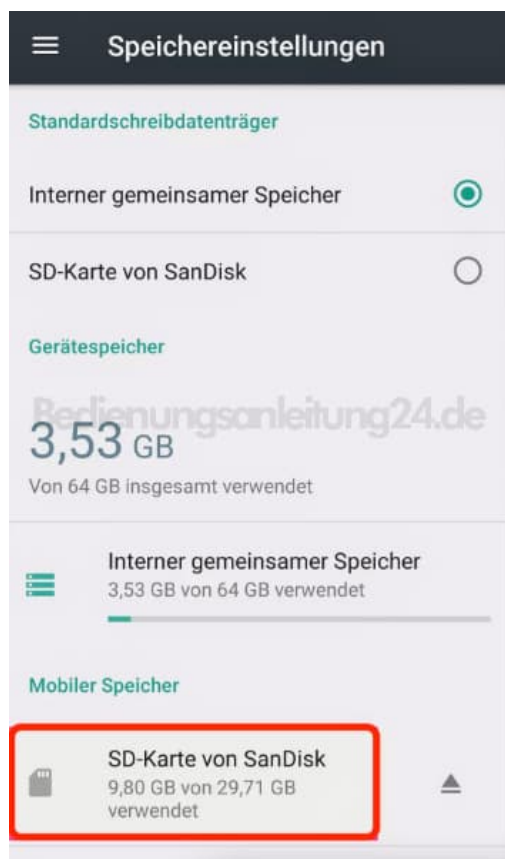 Speichereinstellungen
Standardschreibdatenträger
Interner gemeinsamer Speicher
SD-Karte von SanDisk
Gerätespeicher
Bedienungsanleitung24.de
3,53 GB
Von 64 GB insgesamt verwendet
Interner gemeinsamer Speicher
3,53 GB von 64 GB verwendet
Mobiler Speicher
SD-Karte von SanDisk
9,80 GB von 29,71 GB
verwendet